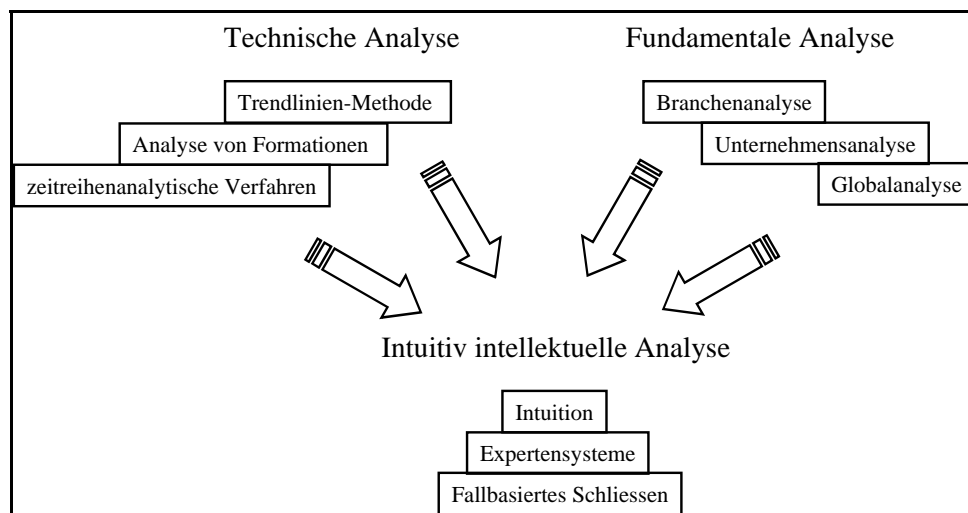 Technische Analyse
Trendlinien-Methode
Analyse von Formationen
zeitreihenanalytische Verfahren
Fundamentale Analyse
Branchenanalyse
Unternehmensanalyse
Globalanalyse
Intuitiv intellektuelle Analyse
Intuition
Expertensysteme
Fallbasiertes Schliessen